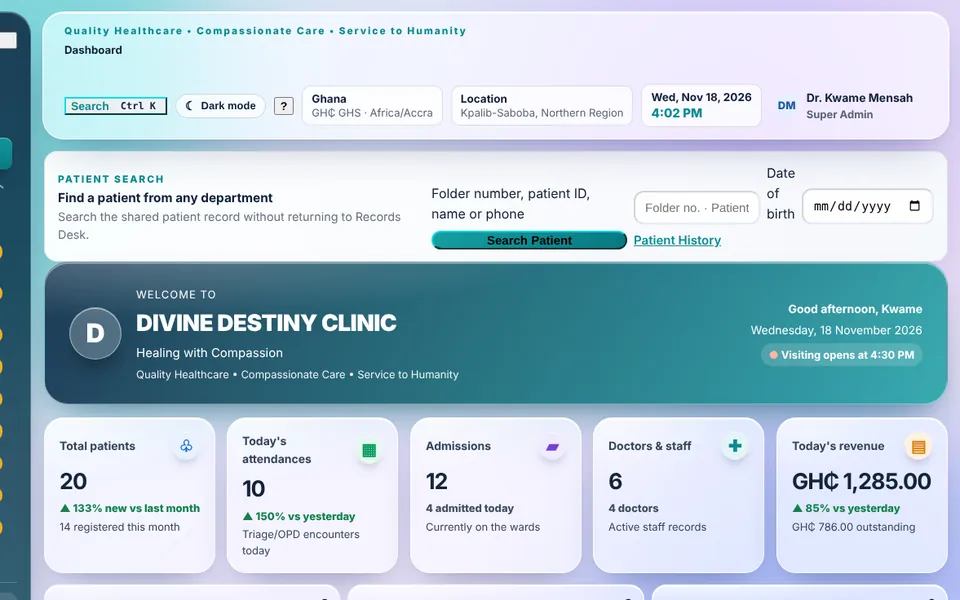 Quality Healthcare • Compassionate Care • Service to Humanity
Dashboard
Search Ctrl K
Dark mode
?
Ghana
GH₵ GHS · Africa/Accra
Location
Kpalib-Saboba, Northern Region
Wed, Nov 18, 2026
4:02 PM
DM
Dr. Kwame Mensah
Super Admin
PATIENT SEARCH
Find a patient from any department
Search the shared patient record without returning to Records
Desk.
Folder number, patient ID,
name or phone
Folder no. · Patient
Date
of
birth
mm/dd/yyyy
Search Patient
Patient History
D
WELCOME TO
DIVINE DESTINY CLINIC
Healing with Compassion
Quality Healthcare • Compassionate Care • Service to Humanity
Good afternoon, Kwame
Wednesday, 18 November 2026
Visiting opens at 4:30 PM
Total patients
20
▲ 133% new vs last month
14 registered this month
Today's
attendances
10
▲ 150% vs yesterday
Triage/OPD encounters
today
Admissions
12
4 admitted today
Currently on the wards
Doctors & staff
6
4 doctors
Active staff records
Today's revenue
GH₵ 1,285.00
▲ 85% vs yesterday
GH₵ 786.00 outstanding